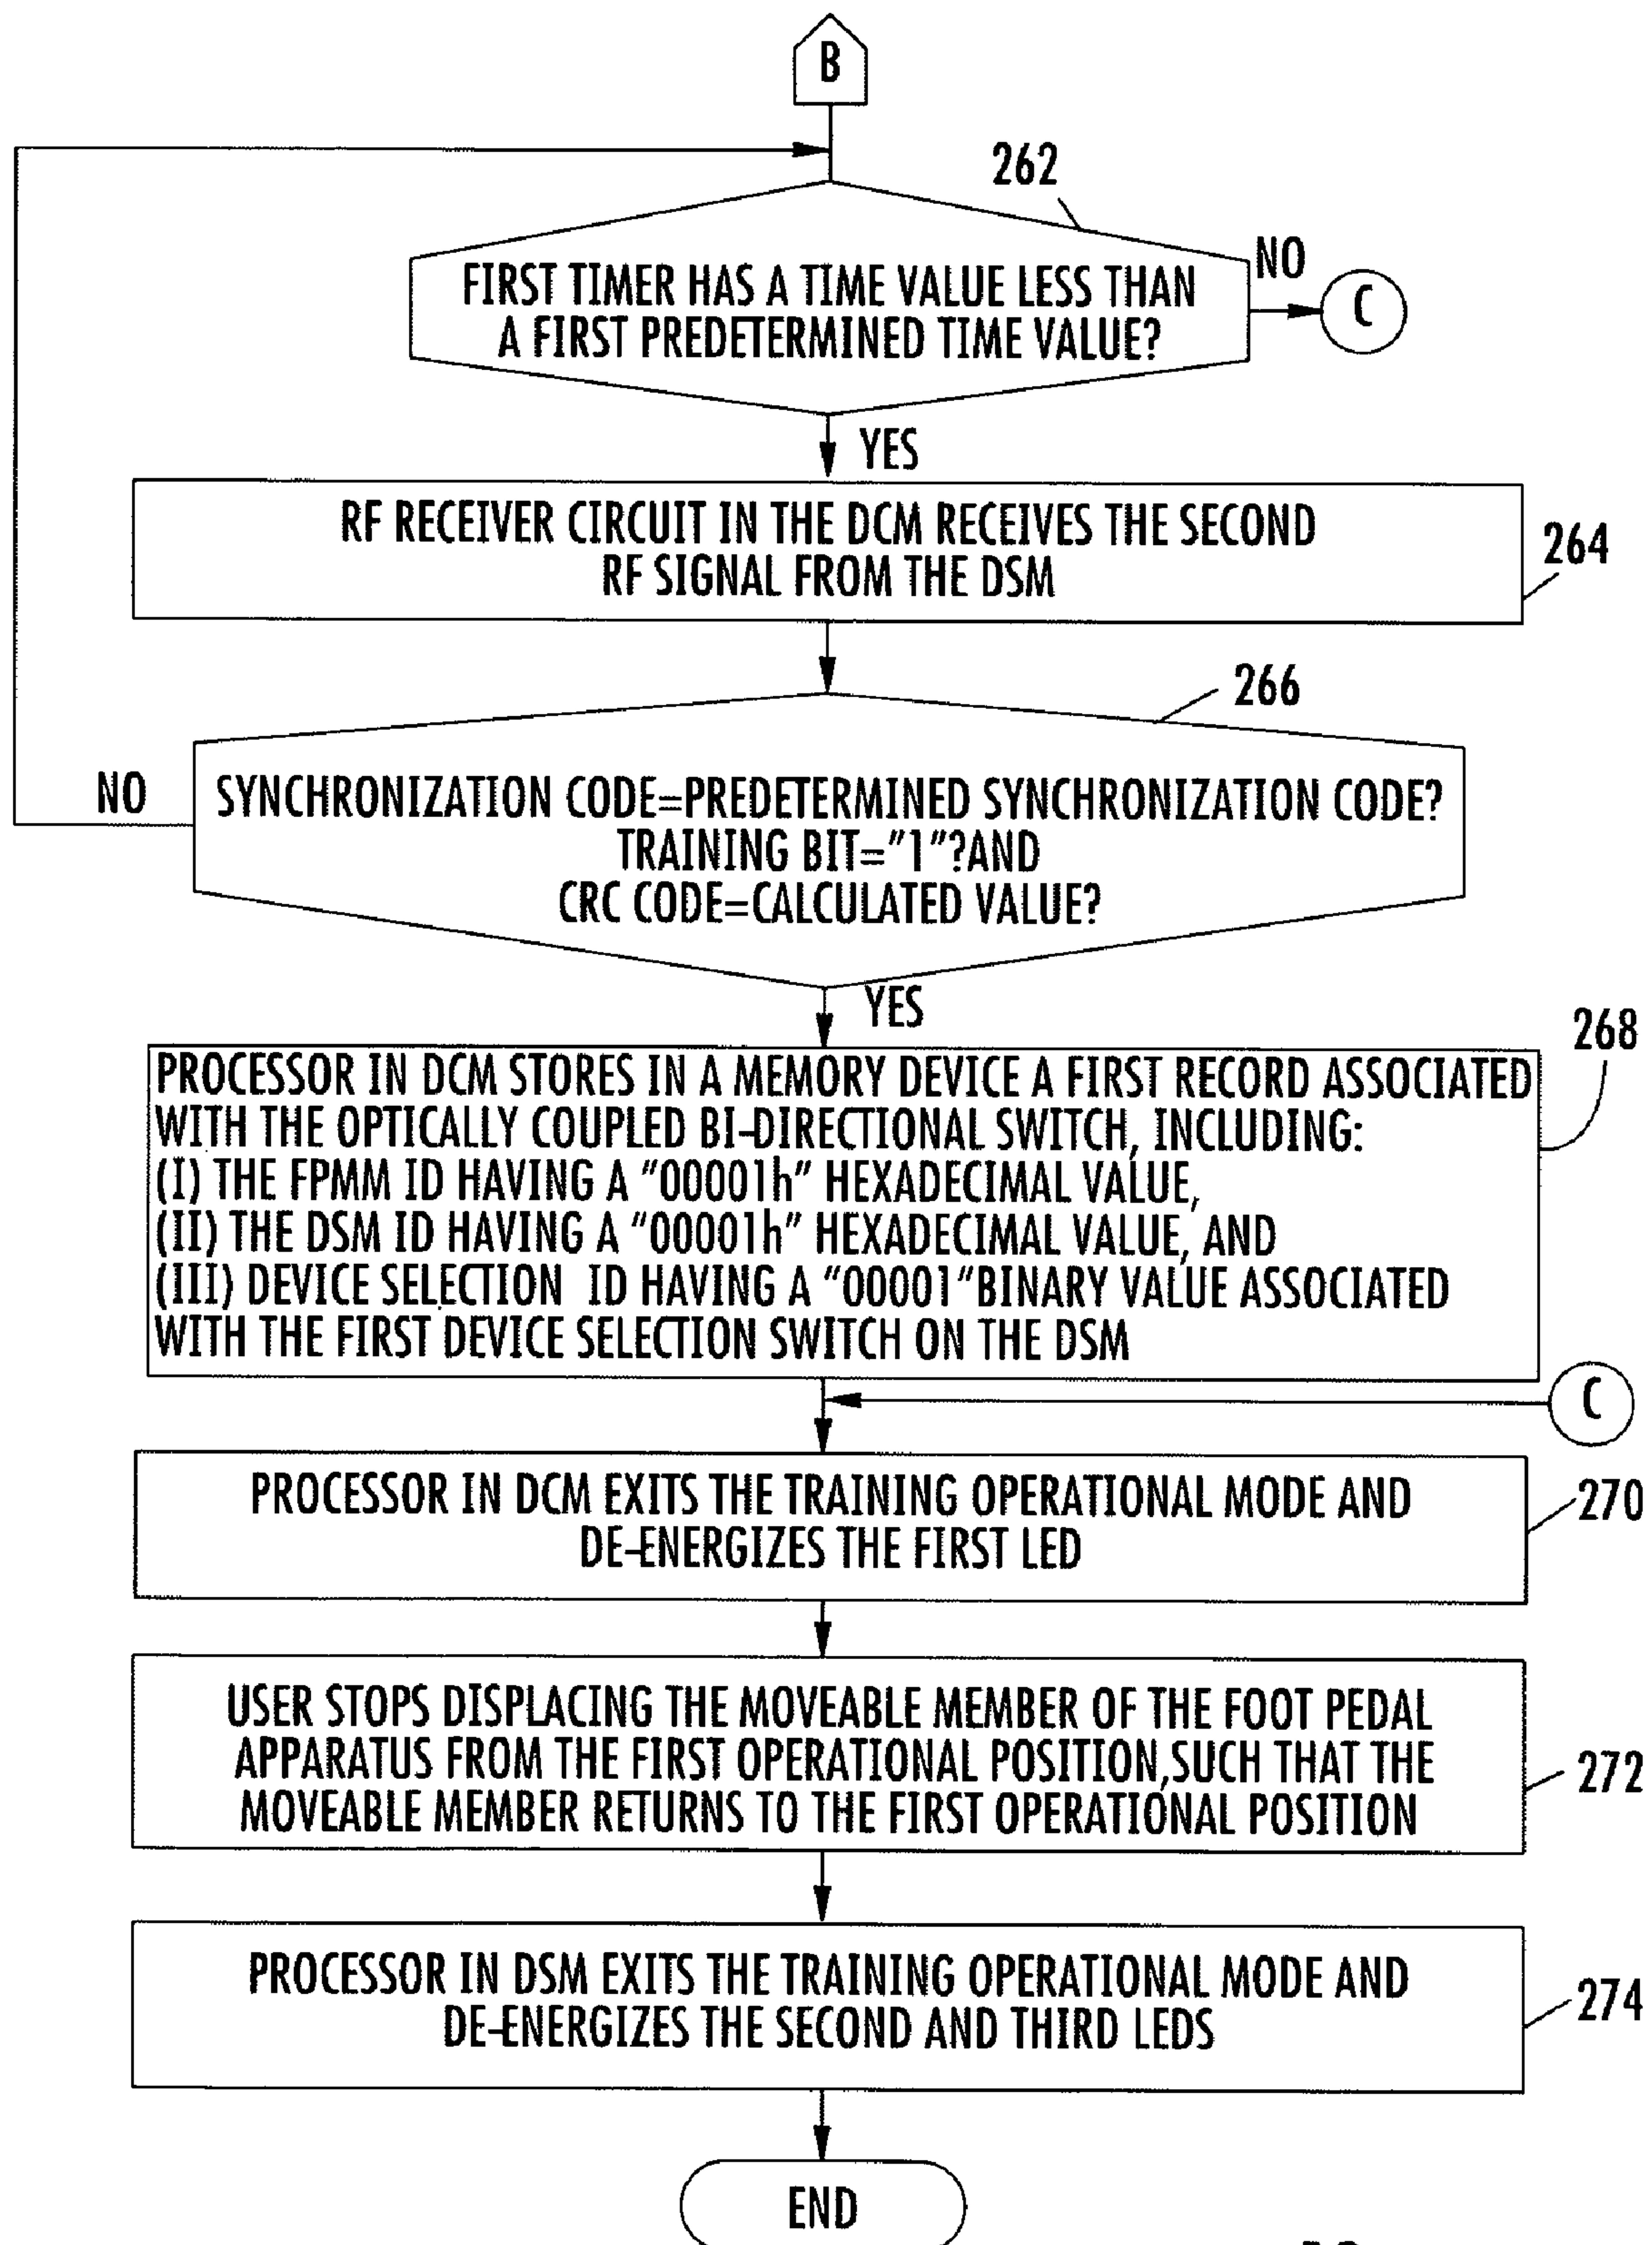 B
262
FIRST TIMER HAS A TIME VALUE LESS THAN
A FIRST PREDETERMINED TIME VALUE?
NO
C
YES
RF RECEIVER CIRCUIT IN THE DCM RECEIVES THE SECOND
RF SIGNAL FROM THE DSM
264
266
NO
SYNCHRONIZATION CODE=PREDETERMINED SYNCHRONIZATION CODE?
TRAINING BIT="1"?AND
CRC CODE=CALCULATED VALUE?
YES
268
PROCESSOR IN DCM STORES IN A MEMORY DEVICE A FIRST RECORD ASSOCIATED
WITH THE OPTICALLY COUPLED BI-DIRECTIONAL SWITCH, INCLUDING:
(I) THE FPMM ID HAVING A "00001h" HEXADECIMAL VALUE,
(II) THE DSM ID HAVING A "00001h" HEXADECIMAL VALUE, AND
(III) DEVICE SELECTION ID HAVING A "00001"BINARY VALUE ASSOCIATED
WITH THE FIRST DEVICE SELECTION SWITCH ON THE DSM
C
PROCESSOR IN DCM EXITS THE TRAINING OPERATIONAL MODE AND
DE-ENERGIZES THE FIRST LED
270
USER STOPS DISPLACING THE MOVEABLE MEMBER OF THE FOOT PEDAL
APPARATUS FROM THE FIRST OPERATIONAL POSITION,SUCH THAT THE
MOVEABLE MEMBER RETURNS TO THE FIRST OPERATIONAL POSITION
272
PROCESSOR IN DSM EXITS THE TRAINING OPERATIONAL MODE AND
DE-ENERGIZES THE SECOND AND THIRD LEDS
274
END